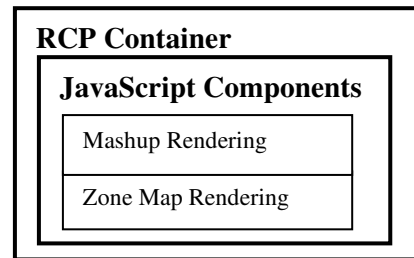 RCP Container
JavaScript Components
Mashup Rendering
Zone Map Rendering